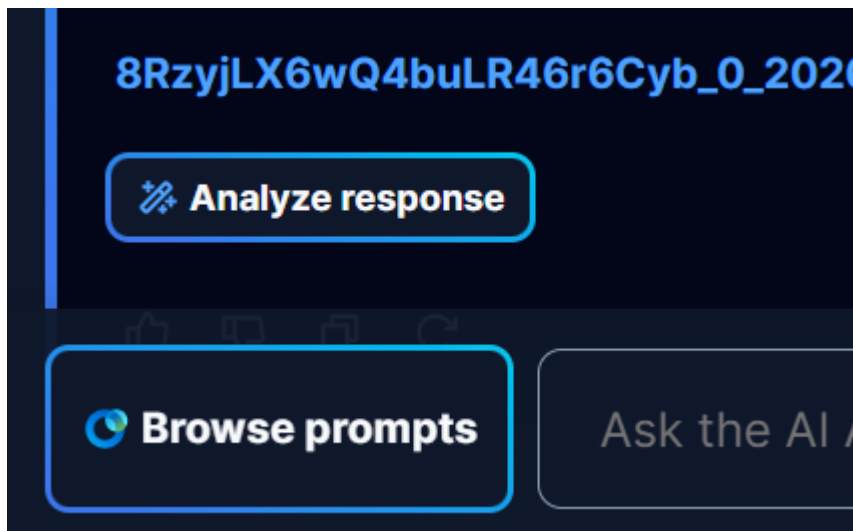 8RzyjLX6wQ4buLR46r6Cyb_0_202
Analyze response
Browse prompts
Ask the AI